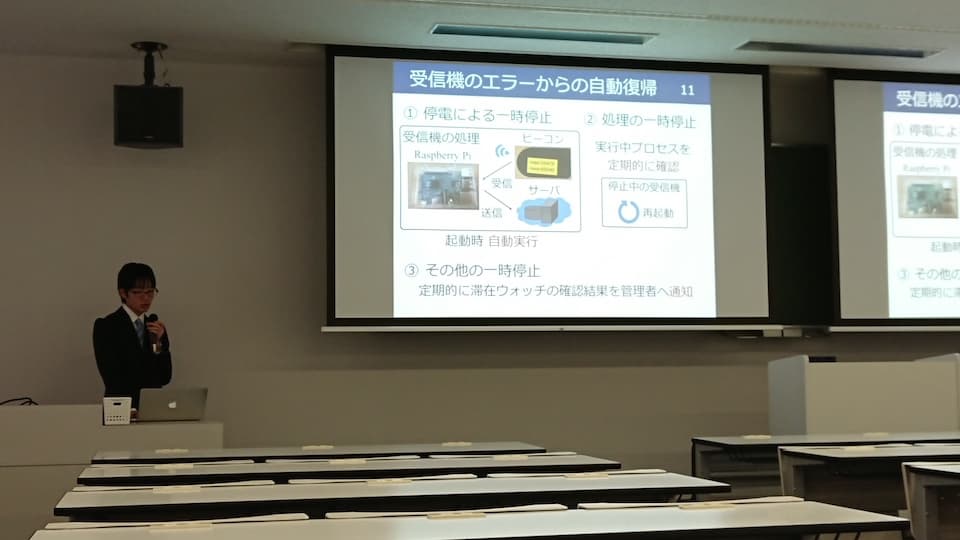 受信機のエラーからの自動復帰 11
① 停電による一時停止
受信機の処理
Raspberry Pi
ビーコン
受信
サーバ
送信
起動時 自動実行
② 処理の一時停止
実行中プロセスを
定期的に確認
停止中の受信機
再起動
③ その他の一時停止
定期的に滞在ウォッチの確認結果を管理者へ通知
受信機の
① 停電によ
受信機の処理
Raspberry Pi
起動時
③ その他の
定期的に滞